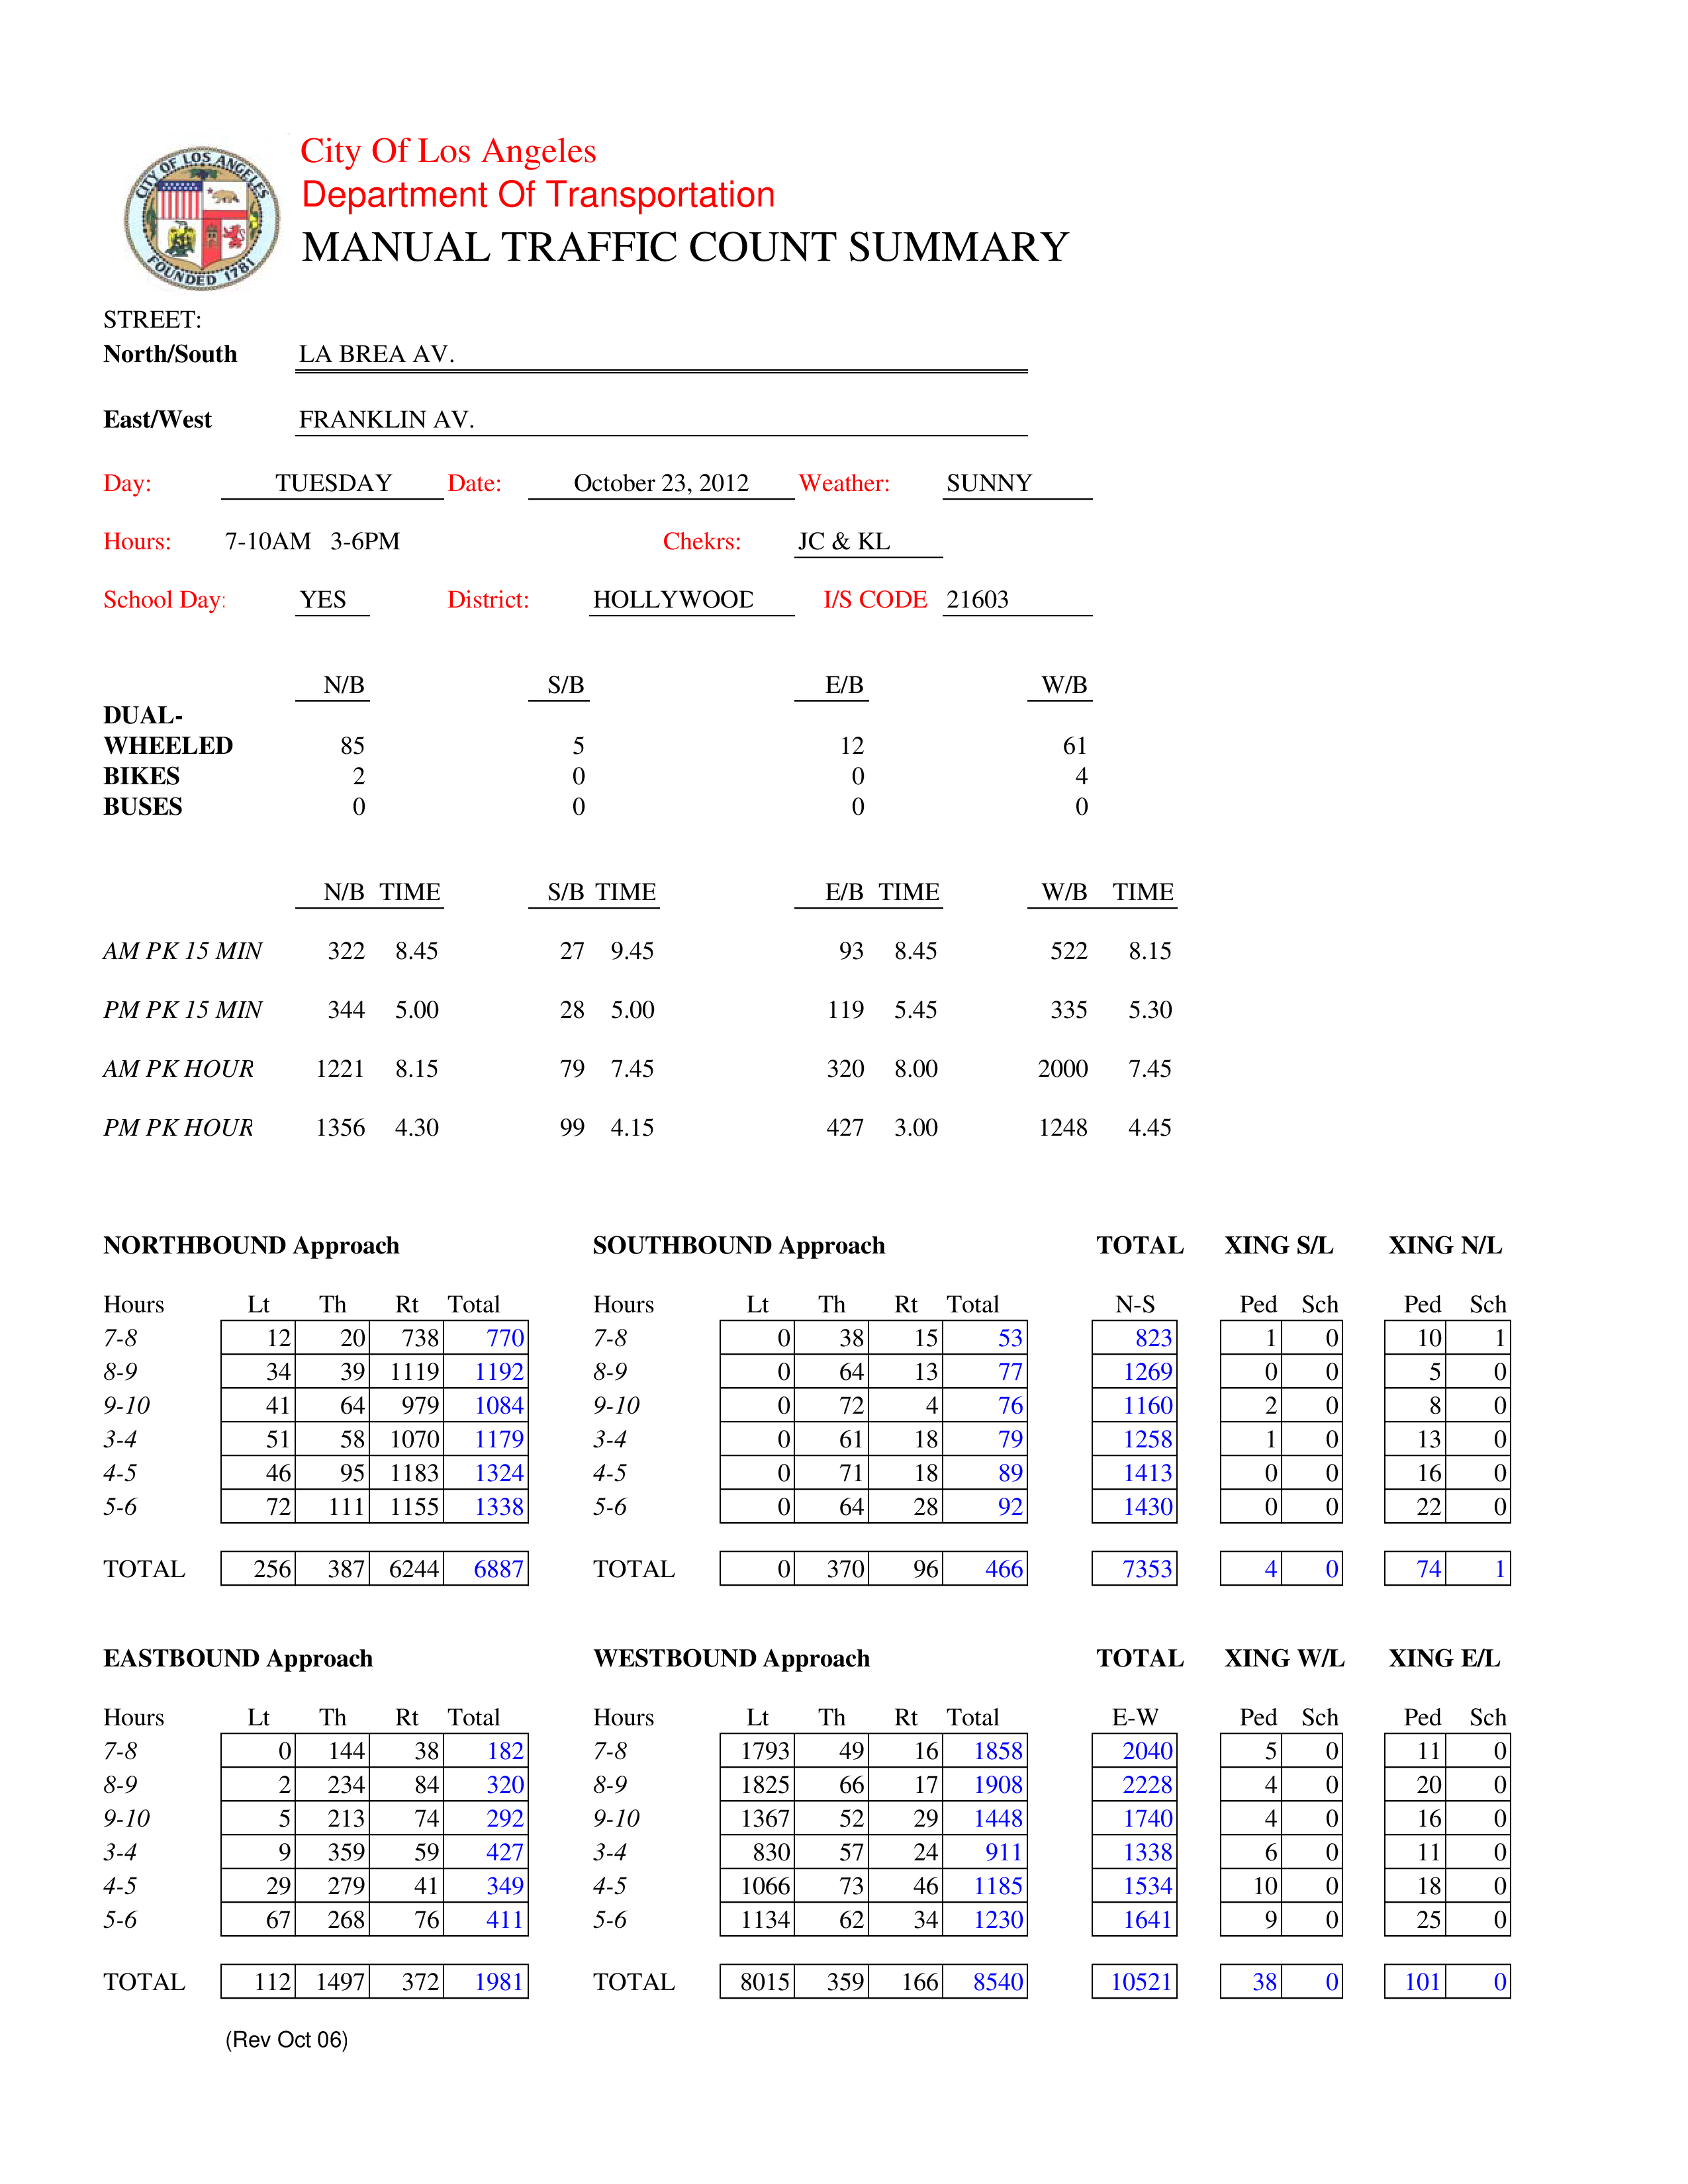 CITY OF LOS ANGELES
FOUNDED 1781
City Of Los Angeles
Department Of Transportation
MANUAL TRAFFIC COUNT SUMMARY
STREET:
North/South LA BREA AV.
East/West FRANKLIN AV.
Day: TUESDAY Date: October 23, 2012 Weather: SUNNY
Hours: 7-10AM 3-6PM Chekrs: JC & KL
School Day: YES District: HOLLYWOOD I/S CODE 21603
N/B S/B E/B W/B
DUAL-
WHEELED 85 5 12 61
BIKES 2 0 0 4
BUSES 0 0 0 0
N/B TIME S/B TIME E/B TIME W/B TIME
AM PK 15 MIN 322 8.45 27 9.45 93 8.45 522 8.15
PM PK 15 MIN 344 5.00 28 5.00 119 5.45 335 5.30
AM PK HOUR 1221 8.15 79 7.45 320 8.00 2000 7.45
PM PK HOUR 1356 4.30 99 4.15 427 3.00 1248 4.45
NORTHBOUND Approach SOUTHBOUND Approach TOTAL XING S/L XING N/L
Hours Lt Th Rt Total Hours Lt Th Rt Total N-S Ped Sch Ped Sch
7-8 12 20 738 770 7-8 0 38 15 53 823 1 0 10 1
8-9 34 39 1119 1192 8-9 0 64 13 77 1269 0 0 5 0
9-10 41 64 979 1084 9-10 0 72 4 76 1160 2 0 8 0
3-4 51 58 1070 1179 3-4 0 61 18 79 1258 1 0 13 0
4-5 46 95 1183 1324 4-5 0 71 18 89 1413 0 0 16 0
5-6 72 111 1155 1338 5-6 0 64 28 92 1430 0 0 22 0
TOTAL 256 387 6244 6887 TOTAL 0 370 96 466 7353 4 0 74 1
EASTBOUND Approach WESTBOUND Approach TOTAL XING W/L XING E/L
Hours Lt Th Rt Total Hours Lt Th Rt Total E-W Ped Sch Ped Sch
7-8 0 144 38 182 7-8 1793 49 16 1858 2040 5 0 11 0
8-9 2 234 84 320 8-9 1825 66 17 1908 2228 4 0 20 0
9-10 5 213 74 292 9-10 1367 52 29 1448 1740 4 0 16 0
3-4 9 359 59 427 3-4 830 57 24 911 1338 6 0 11 0
4-5 29 279 41 349 4-5 1066 73 46 1185 1534 10 0 18 0
5-6 67 268 76 411 5-6 1134 62 34 1230 1641 9 0 25 0
TOTAL 112 1497 372 1981 TOTAL 8015 359 166 8540 10521 38 0 101 0
(Rev Oct 06)